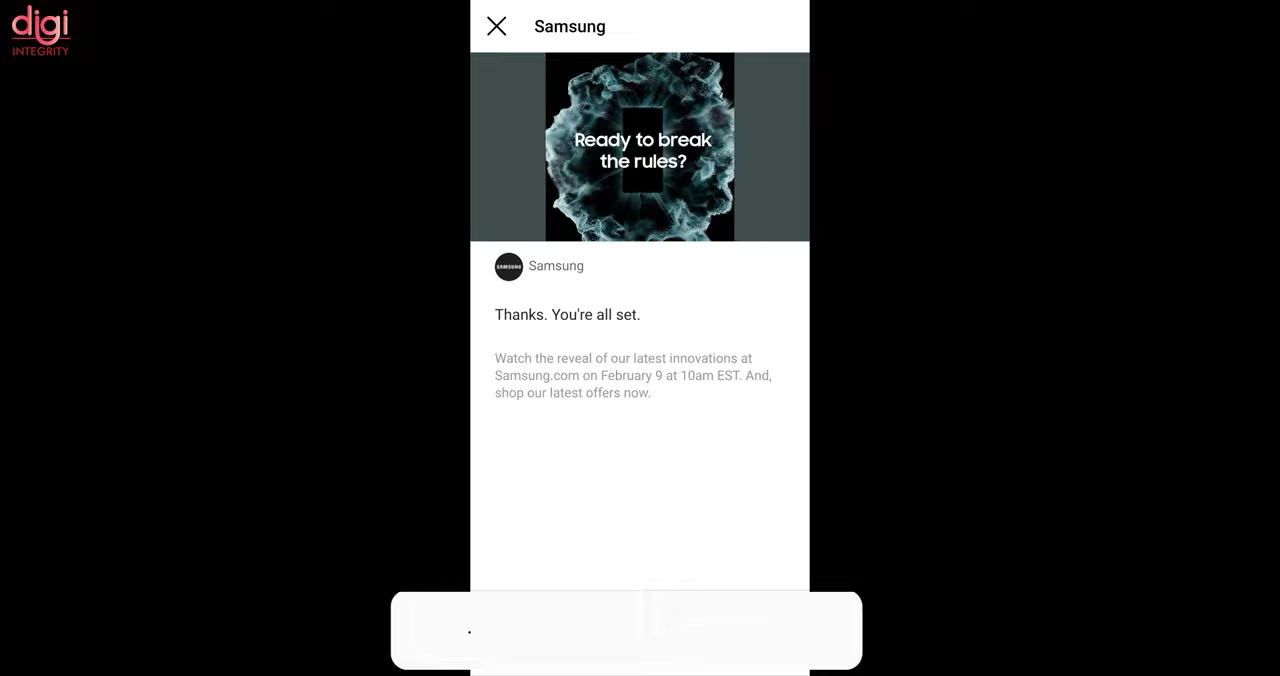 digi
INTEGRITY
Samsung
Ready to break
the rules?
SAMSUNG
Samsung
Thanks. You're all set.
Watch the reveal of our latest innovations at
Samsung.com on February 9 at 10am EST. And,
shop our latest offers now.